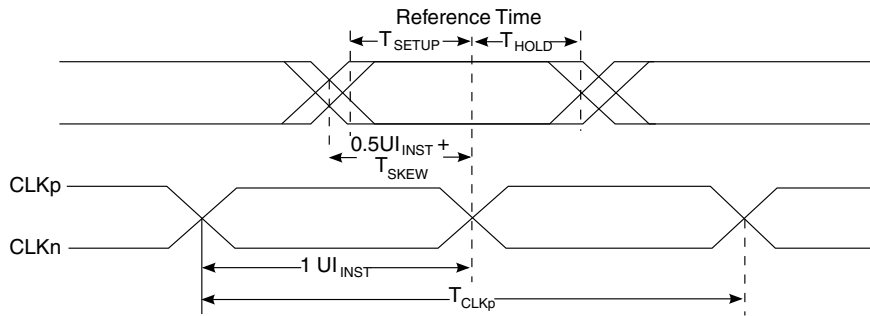 Reference Time
T_SETUP T_HOLD
0.5UI_INST +
T_SKEW
CLKp
CLKn
1 UI_INST
T_CLKp